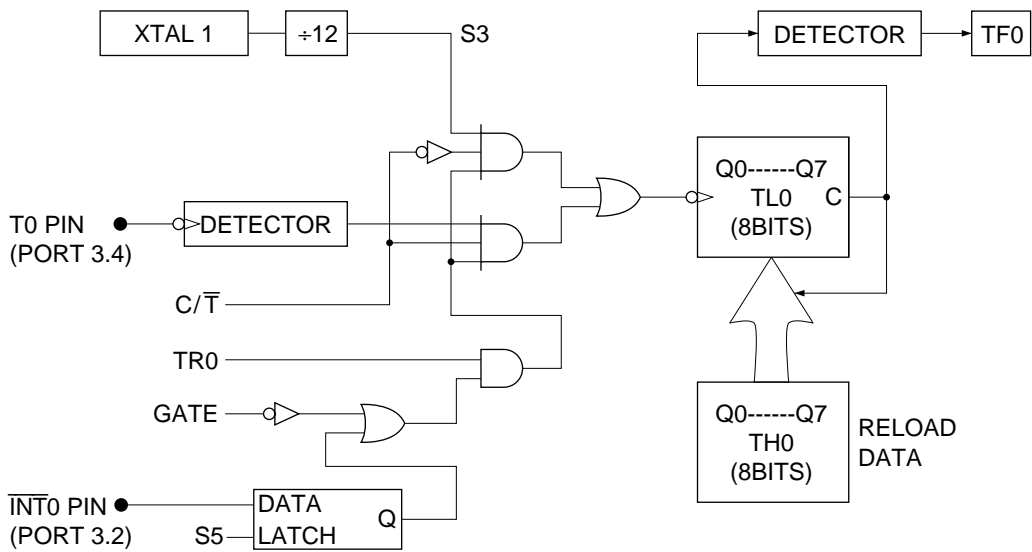 XTAL 1
÷12
S3
DETECTOR
TF0
Q0------Q7
TL0
C
(8BITS)
T0 PIN
(PORT 3.4)
DETECTOR
C/T̅
TR0
GATE
Q0------Q7
TH0
(8BITS)
RELOAD
DATA
I̅N̅T̅0 PIN
(PORT 3.2)
DATA
Q
S5
LATCH